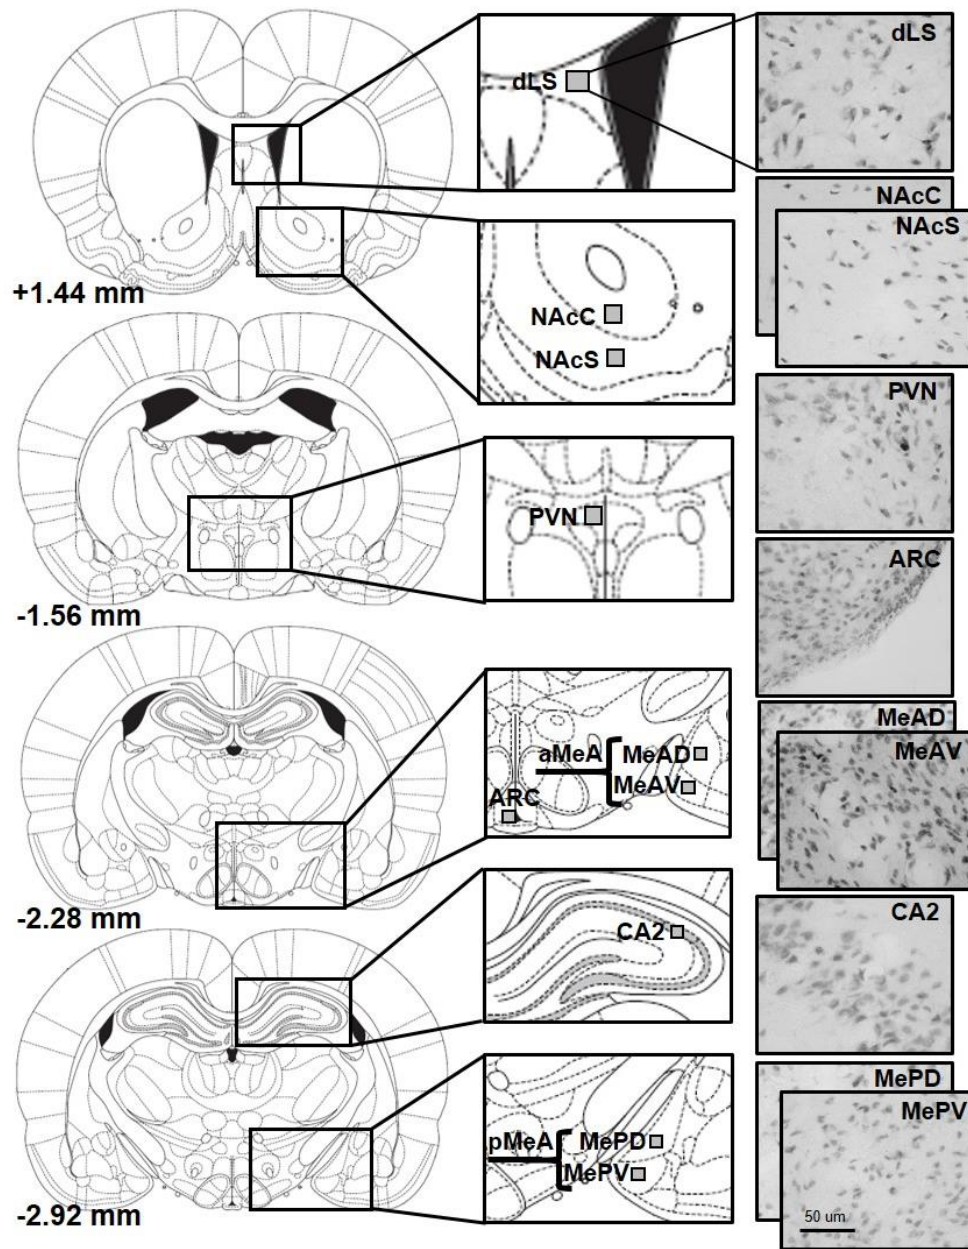 dLS
dLS
NAcC
NAcS
+1.44 mm
NAcC
NAcS
PVN
PVN
-1.56 mm
ARC
MeAD
aMeA
MeAD
MeAV
MeAV
ARC
-2.28 mm
CA2
CA2
MePD
MePV
pMeA
MePD
MePV
-2.92 mm
50 um